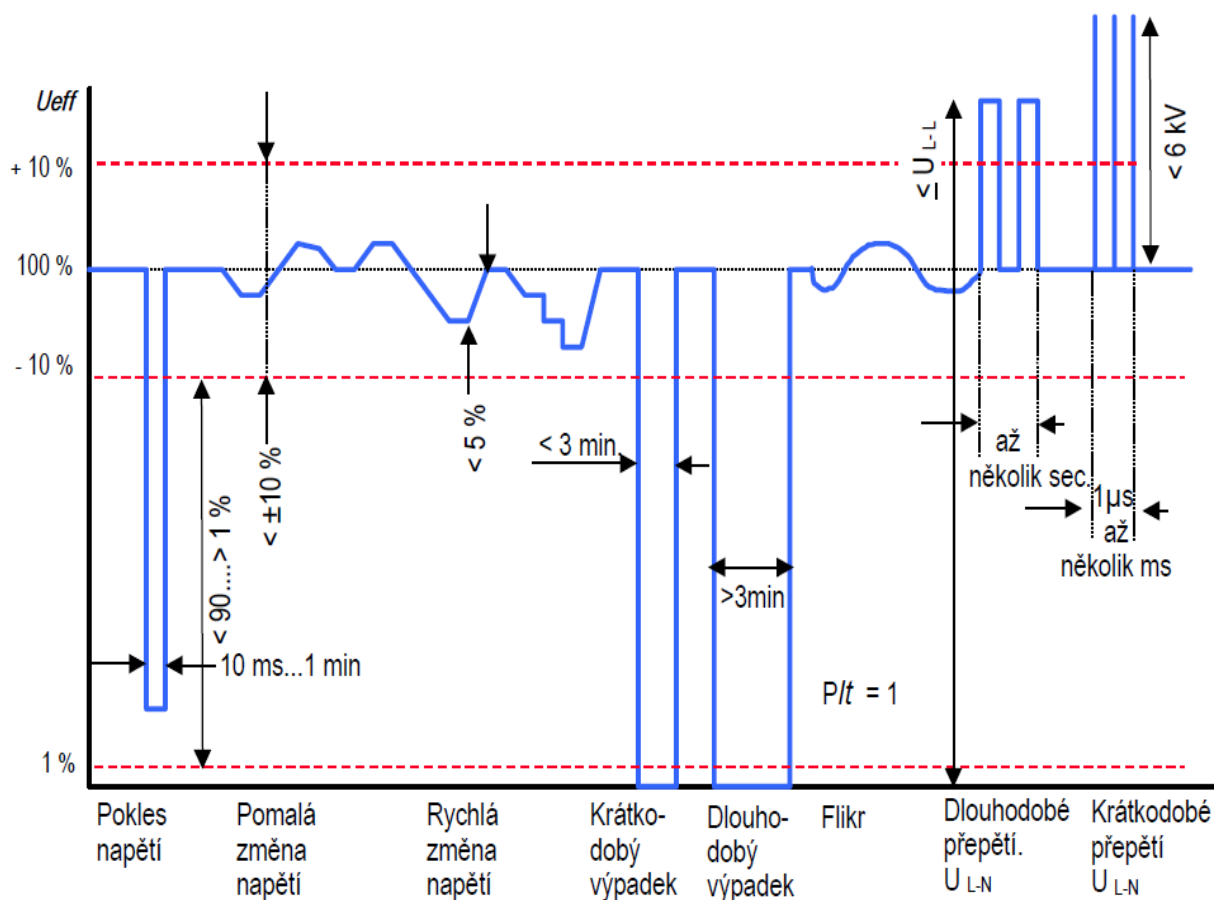 Ueff
+ 10 %
100 %
- 10 %
1 %
< 90....> 1 %
10 ms...1 min
< ±10 %
< 5 %
< 3 min.
>3min
Plt = 1
≤ U L-L
až
několik sec.
< 6 kV
1µs
až
několik ms
Pokles
napětí
Pomalá
změna
napětí
Rychlá
změna
napětí
Krátko-
dobý
výpadek
Dlouho-
dobý
výpadek
Flikr
Dlouhodobé
přepětí.
U L-N
Krátkodobé
přepětí
U L-N